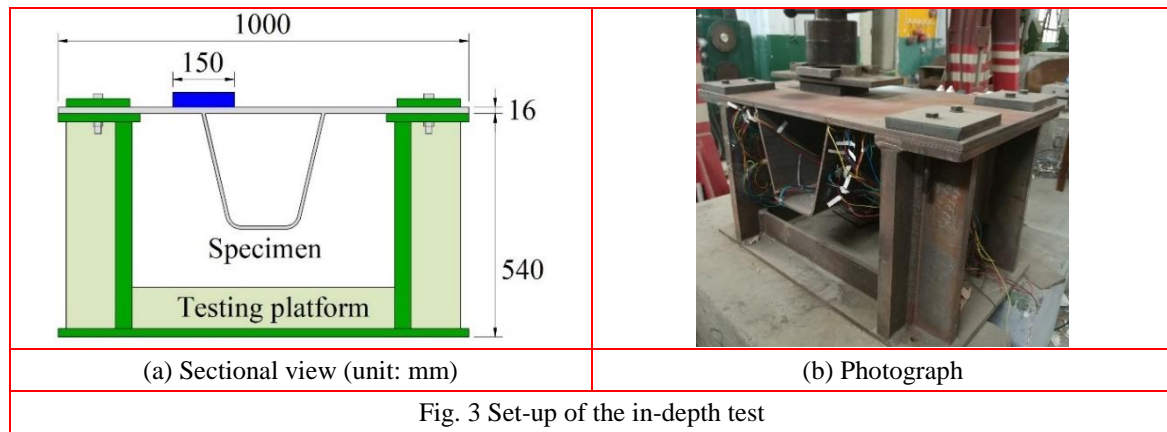 1000
150
16
Specimen
540
Testing platform
(a) Sectional view (unit: mm)
(b) Photograph
Fig. 3 Set-up of the in-depth test